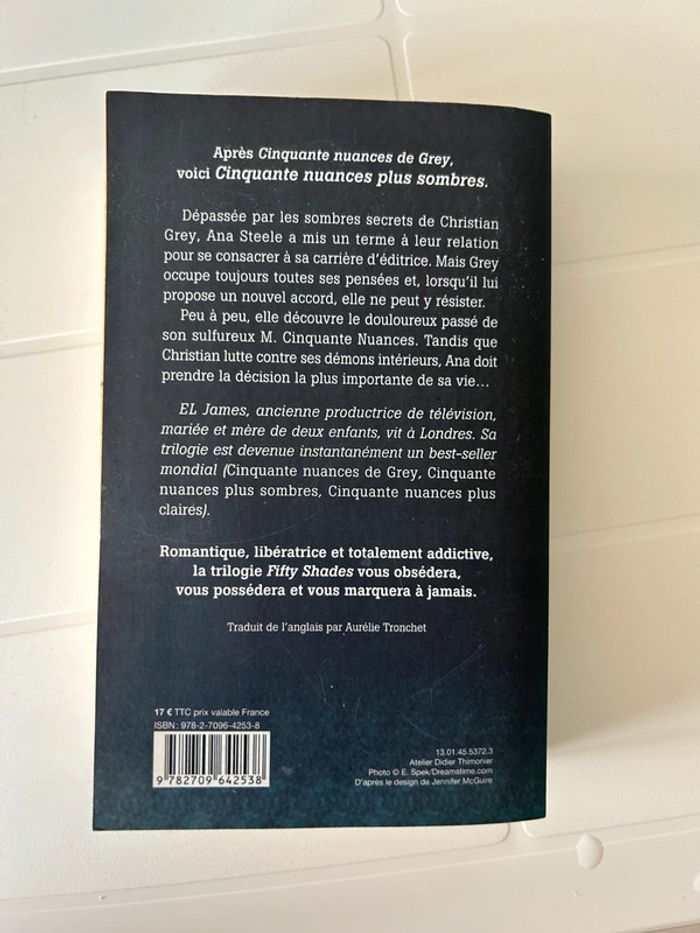 Après Cinquante nuances de Grey,
voici Cinquante nuances plus sombres.
Dépassée par les sombres secrets de Christian
Grey, Ana Steele a mis un terme à leur relation
pour se consacrer à sa carrière d'éditrice. Mais Grey
occupe toujours toutes ses pensées et, lorsqu'il lui
propose un nouvel accord, elle ne peut y résister.
Peu à peu, elle découvre le douloureux passé de
son sulfureux M. Cinquante Nuances. Tandis que
Christian lutte contre ses démons intérieurs, Ana doit
prendre la décision la plus importante de sa vie…
EL James, ancienne productrice de télévision,
mariée et mère de deux enfants, vit à Londres. Sa
trilogie est devenue instantanément un best-seller
mondial (Cinquante nuances de Grey, Cinquante
nuances plus sombres, Cinquante nuances plus
claires).
Romantique, libératrice et totalement addictive,
la trilogie Fifty Shades vous obsédera,
vous possédera et vous marquera à jamais.
Traduit de l'anglais par Aurélie Tronchet
17 € TTC prix valable France
ISBN : 978-2-7096-4253-8
9 782709 642538
13.01.45.5372.3
Atelier Didier Thimonier
Photo © E. Spek/Dreamstime.com
D'après le design de Jennifer McGuire